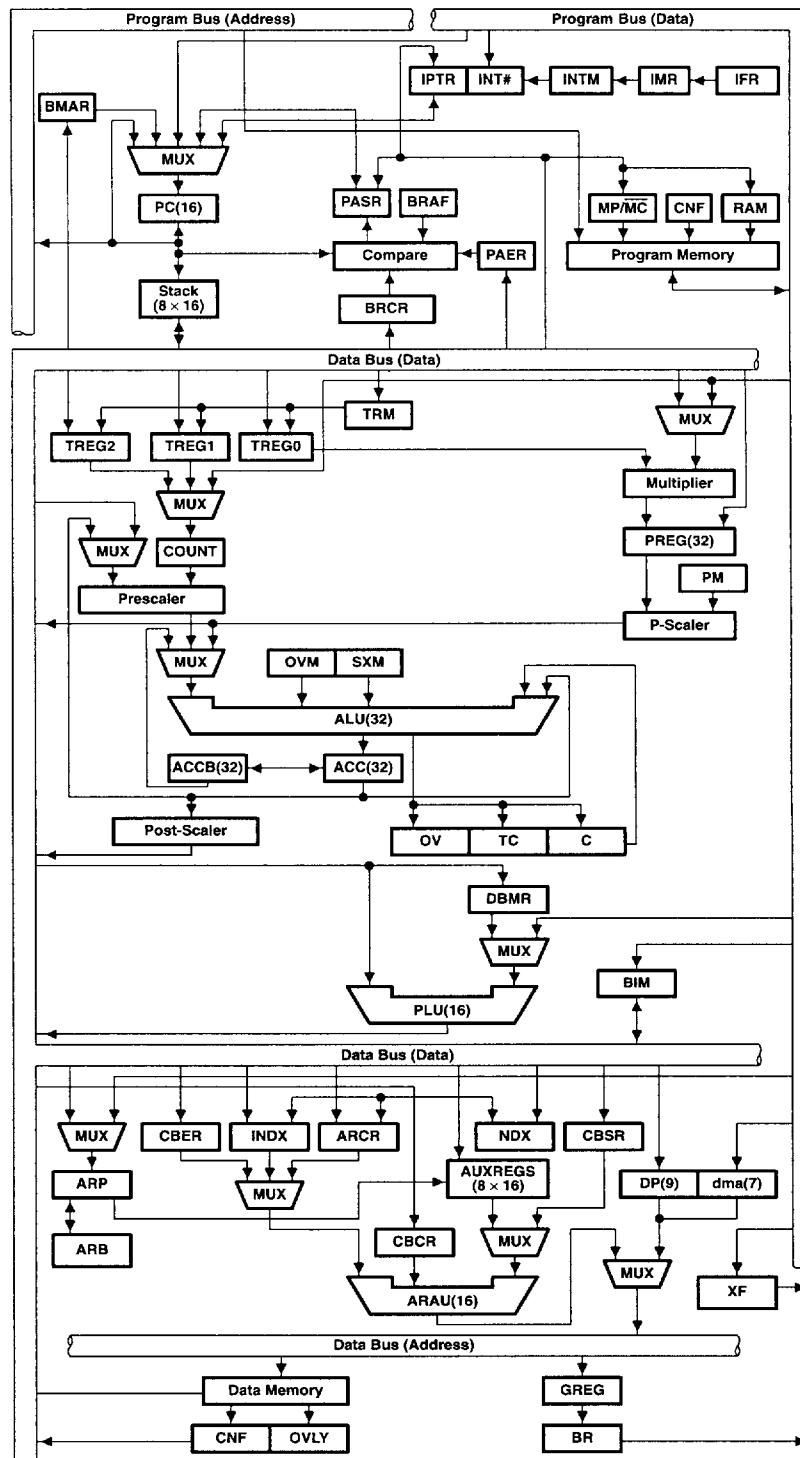 Program Bus (Address)
Program Bus (Data)
IPTR
INT#
INTM
IMR
IFR
BMAR
MUX
PC(16)
PASR
BRAF
MP/MC
CNF
RAM
Compare
PAER
Program Memory
Stack
(8 × 16)
BRCR
Data Bus (Data)
TRM
MUX
TREG2
TREG1
TREG0
Multiplier
MUX
MUX
COUNT
PREG(32)
PM
Prescaler
P-Scaler
MUX
OVM
SXM
ALU(32)
ACCB(32)
ACC(32)
Post-Scaler
OV
TC
C
DBMR
MUX
BIM
PLU(16)
Data Bus (Data)
MUX
CBER
INDX
ARCR
NDX
CBSR
ARP
MUX
AUXREGS
(8 × 16)
DP(9)
dma(7)
ARB
CBCR
MUX
MUX
XF
ARAU(16)
Data Bus (Address)
Data Memory
GREG
CNF
OVLY
BR